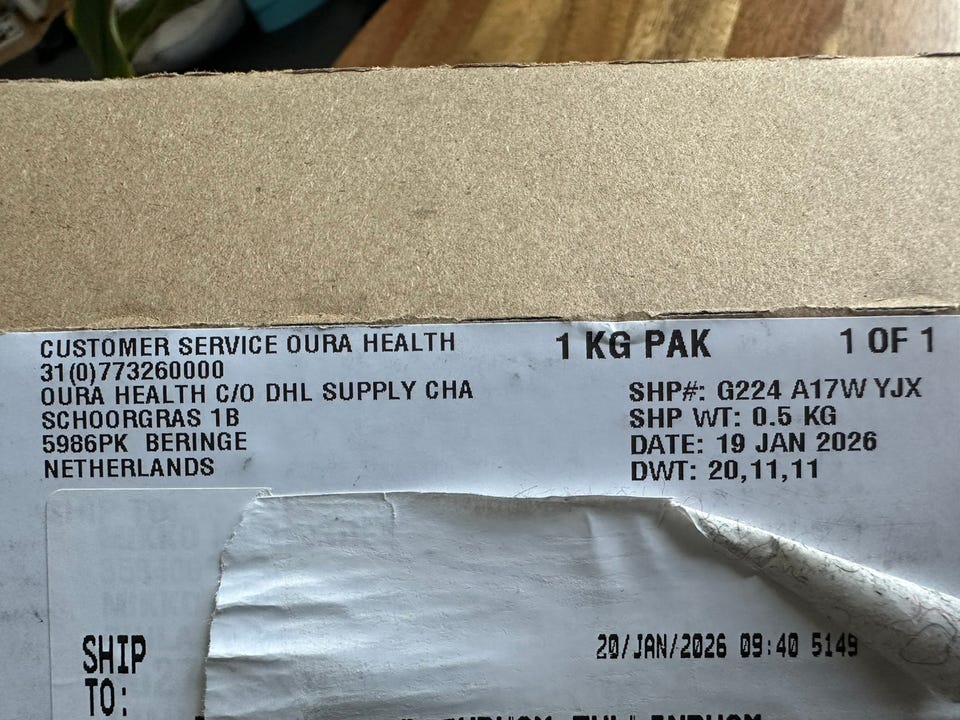 CUSTOMER SERVICE OURA HEALTH
31(0)773260000
OURA HEALTH C/O DHL SUPPLY CHA
SCHOORGRAS 1B
5986PK BERINGE
NETHERLANDS
1 KG PAK
1 OF 1
SHP#: G224 A17W YJX
SHP WT: 0.5 KG
DATE: 19 JAN 2026
DWT: 20,11,11
SHIP
TO:
20/JAN/2026 09:40 5149